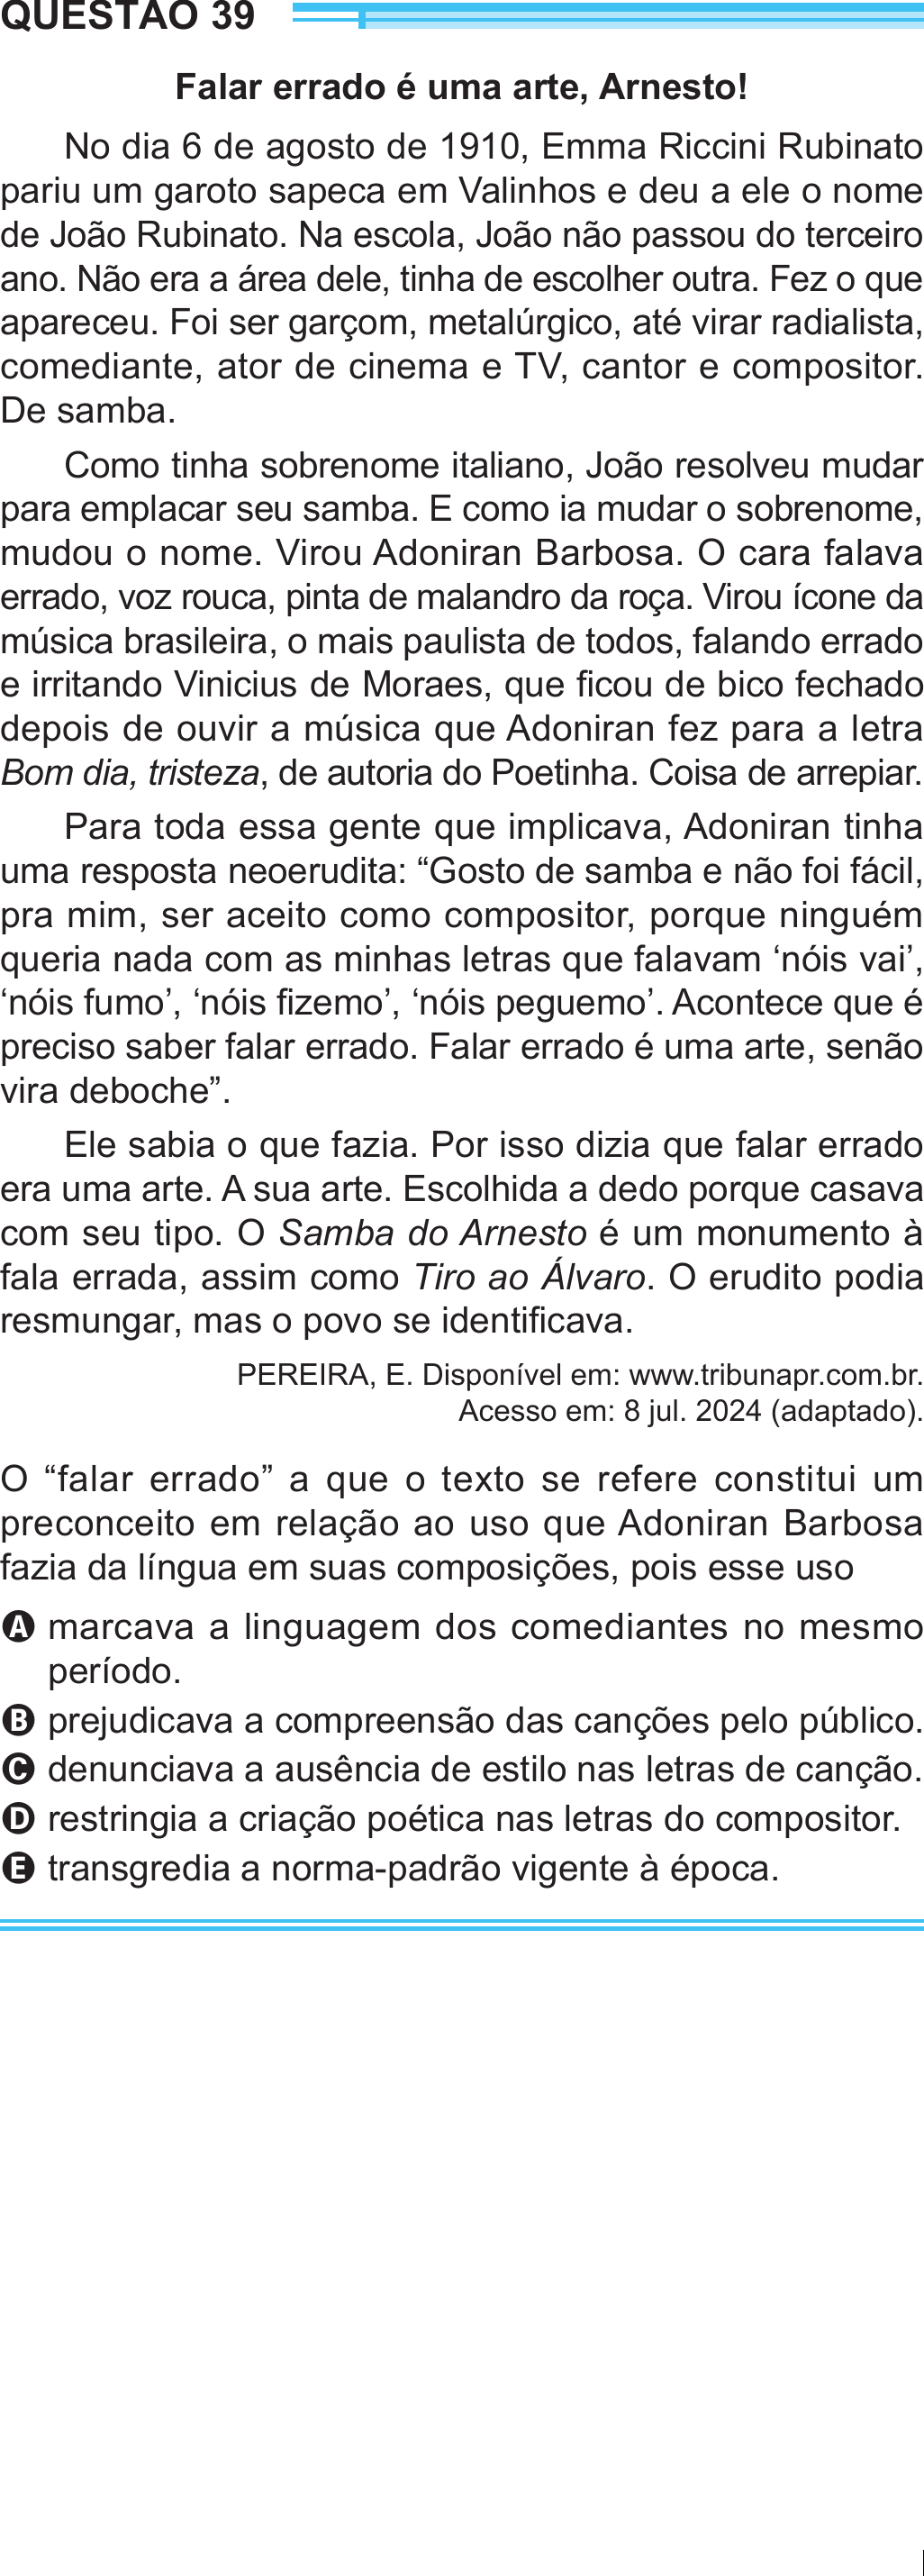 QUESTÃO 39
Falar errado é uma arte, Arnesto!
No dia 6 de agosto de 1910, Emma Riccini Rubinato
pariu um garoto sapeca em Valinhos e deu a ele o nome
de João Rubinato. Na escola, João não passou do terceiro
ano. Não era a área dele, tinha de escolher outra. Fez o que
apareceu. Foi ser garçom, metalúrgico, até virar radialista,
comediante, ator de cinema e TV, cantor e compositor.
De samba.
Como tinha sobrenome italiano, João resolveu mudar
para emplacar seu samba. E como ia mudar o sobrenome,
mudou o nome. Virou Adoniran Barbosa. O cara falava
errado, voz rouca, pinta de malandro da roça. Virou ícone da
música brasileira, o mais paulista de todos, falando errado
e irritando Vinicius de Moraes, que ficou de bico fechado
depois de ouvir a música que Adoniran fez para a letra
Bom dia, tristeza, de autoria do Poetinha. Coisa de arrepiar.
Para toda essa gente que implicava, Adoniran tinha
uma resposta neoerudita: “Gosto de samba e não foi fácil,
pra mim, ser aceito como compositor, porque ninguém
queria nada com as minhas letras que falavam ‘nóis vai’,
‘nóis fumo’, ‘nóis fizemo’, ‘nóis peguemo’. Acontece que é
preciso saber falar errado. Falar errado é uma arte, senão
vira deboche”.
Ele sabia o que fazia. Por isso dizia que falar errado
era uma arte. A sua arte. Escolhida a dedo porque casava
com seu tipo. O Samba do Arnesto é um monumento à
fala errada, assim como Tiro ao Álvaro. O erudito podia
resmungar, mas o povo se identificava.
PEREIRA, E. Disponível em: www.tribunapr.com.br.
Acesso em: 8 jul. 2024 (adaptado).
O “falar errado” a que o texto se refere constitui um
preconceito em relação ao uso que Adoniran Barbosa
fazia da língua em suas composições, pois esse uso
A marcava a linguagem dos comediantes no mesmo
período.
B prejudicava a compreensão das canções pelo público.
C denunciava a ausência de estilo nas letras de canção.
D restringia a criação poética nas letras do compositor.
E transgredia a norma-padrão vigente à época.